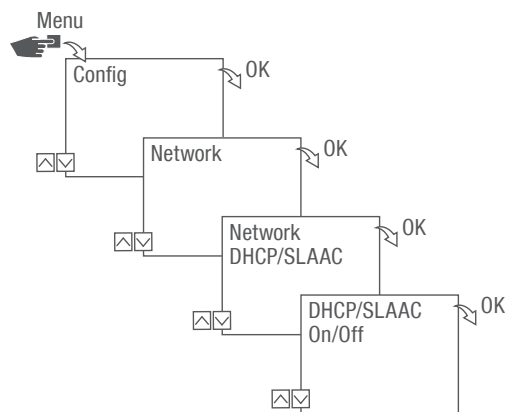 Menu
Config
OK
Network
OK
Network
DHCP/SLAAC
OK
DHCP/SLAAC
On/Off
OK